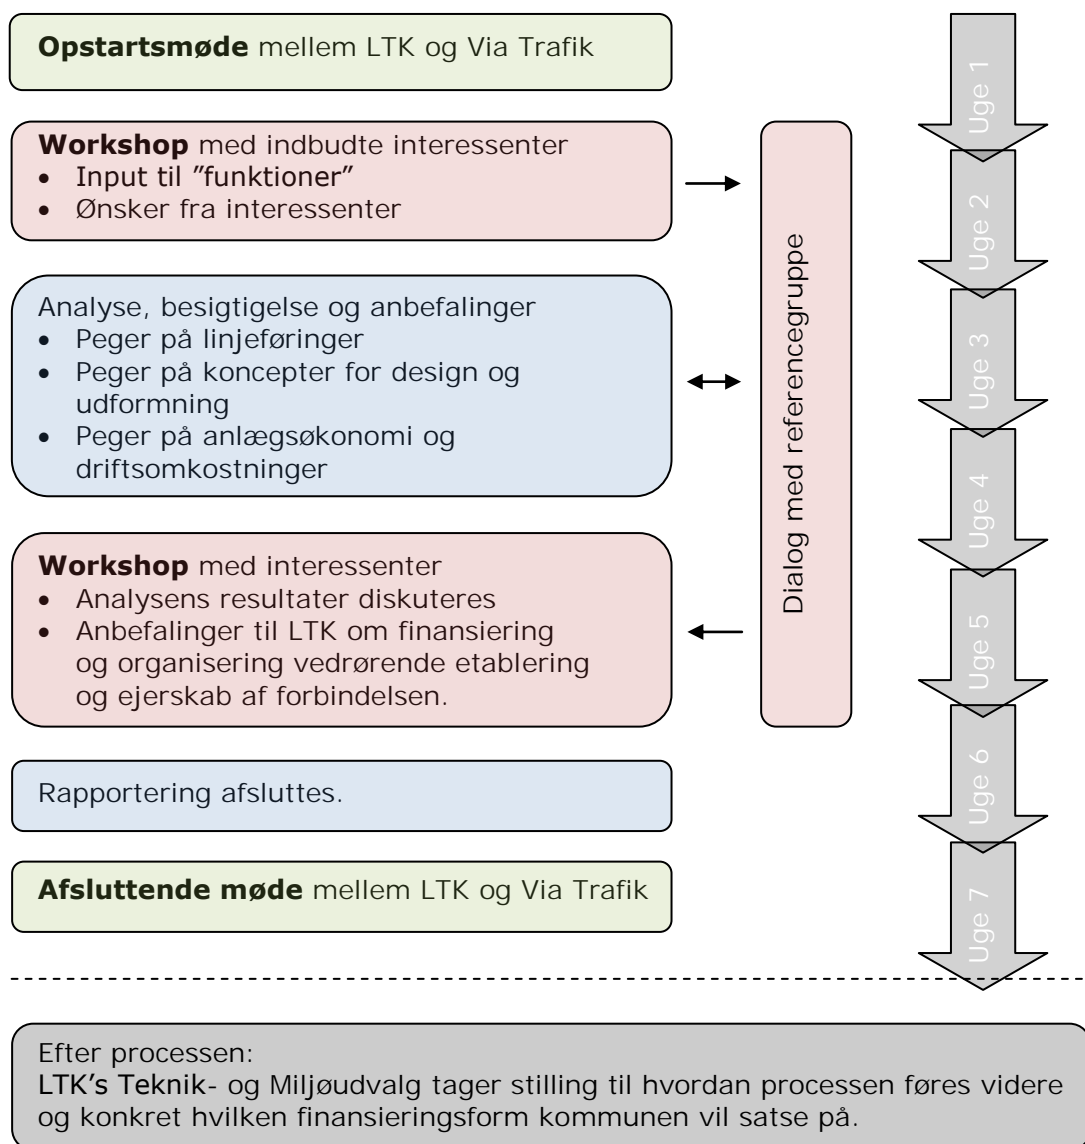 Opstartsmøde mellem LTK og Via Trafik
Workshop med indbudte interessenter
• Input til ”funktioner”
• Ønsker fra interessenter
Analyse, besigtigelse og anbefalinger
• Peger på linjeføringer
• Peger på koncepter for design og
udformning
• Peger på anlægsøkonomi og
driftsomkostninger
Workshop med interessenter
• Analysens resultater diskuteres
• Anbefalinger til LTK om finansiering
og organisering vedrørende etablering
og ejerskab af forbindelsen.
Rapportering afsluttes.
Afsluttende møde mellem LTK og Via Trafik
Dialog med referencegruppe
Uge 1
Uge 2
Uge 3
Uge 4
Uge 5
Uge 6
Uge 7
Efter processen:
LTK’s Teknik- og Miljøudvalg tager stilling til hvordan processen føres videre
og konkret hvilken finansieringsform kommunen vil satse på.